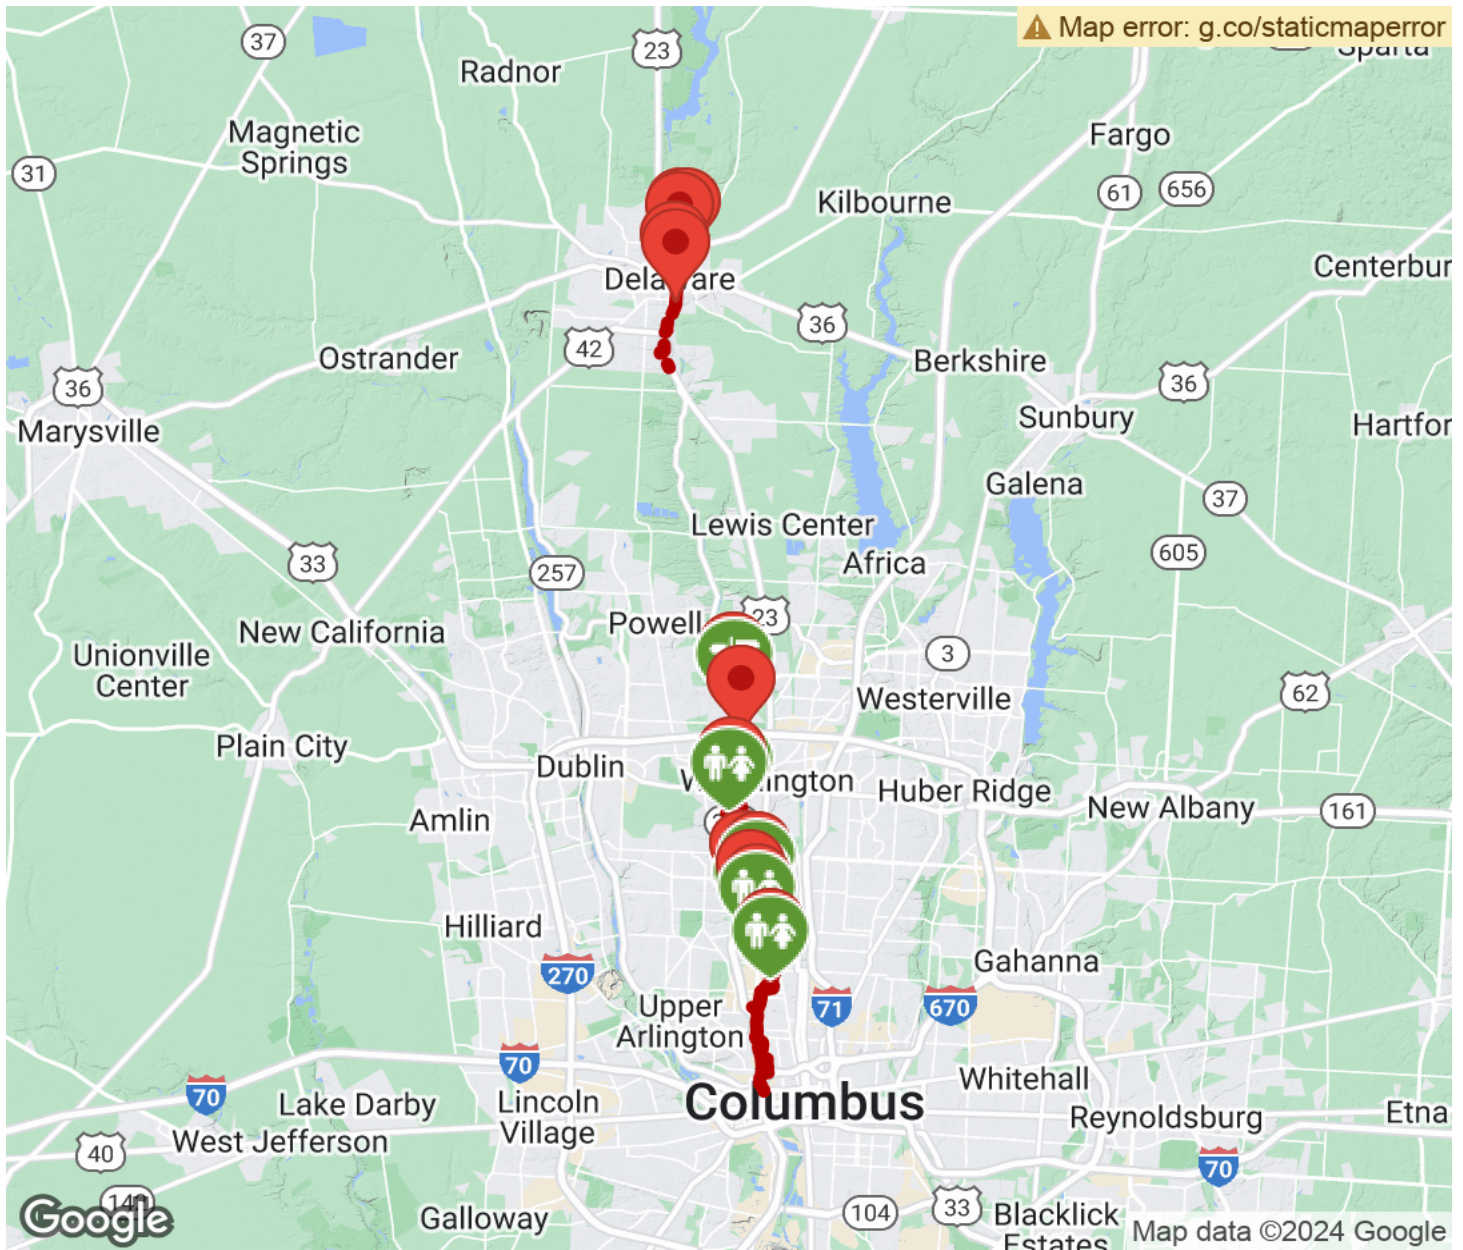 Map error: g.co/staticmaperror
37
23
Radnor
Sparta
Magnetic
Springs
Fargo
31
61
656
Kilbourne
Centerbur
Delaware
36
42
Ostrander
Berkshire
36
36
Sunbury
Marysville
Hartfor
Galena
37
Lewis Center
605
Africa
33
257
Powell
23
New California
3
Unionville
Center
62
Westerville
Plain City
Dublin
Huber Ridge
New Albany
161
Amlin
Hilliard
Gahanna
270
Upper
Arlington
71
670
70
Whitehall
70
Columbus
Lake Darby
Lincoln
Village
Reynoldsburg
Etna
West Jefferson
40
70
Galloway
104
33
Blacklick
Estates
Google
Map data ©2024 Google